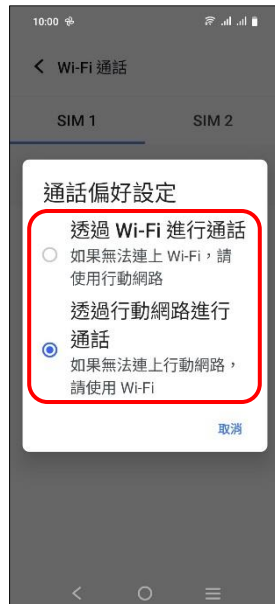 10:00
Wi-Fi 通話
SIM 1 SIM 2
通話偏好設定
透過 Wi-Fi 進行通話
如果無法連上 Wi-Fi，請
使用行動網路
透過行動網路進行
通話
如果無法連上行動網路，
請使用 Wi-Fi
取消